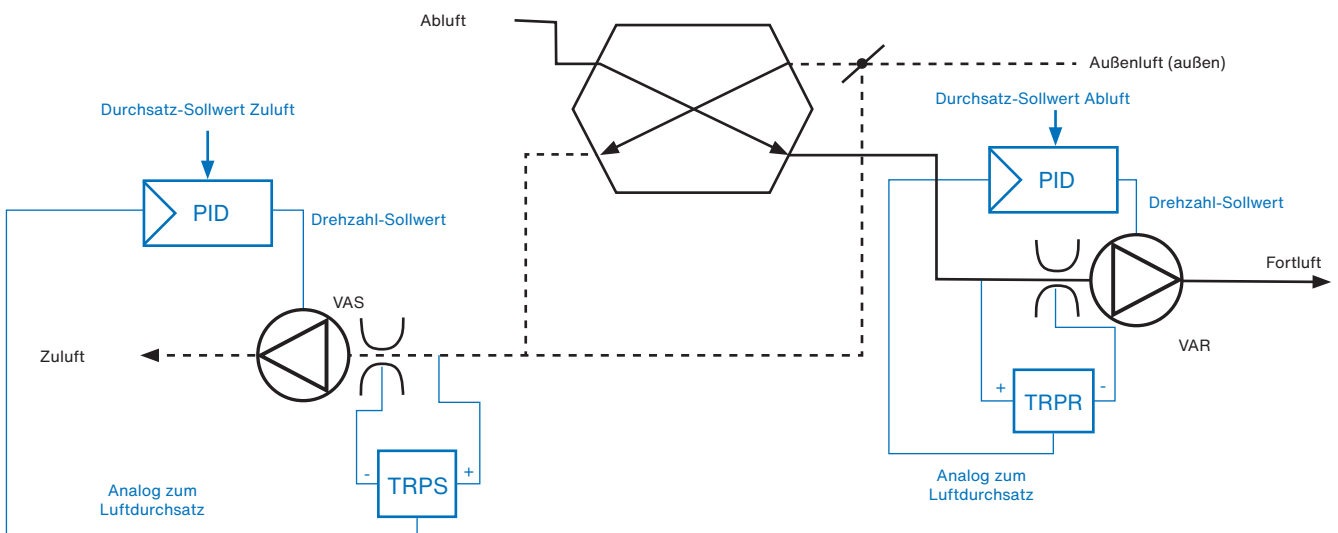 Abluft
Außenluft (außen)
Durchsatz-Sollwert Zuluft
Durchsatz-Sollwert Abluft
PID
PID
Drehzahl-Sollwert
Drehzahl-Sollwert
VAS
Fortluft
Zuluft
VAR
+
-
TRPR
-
+
TRPS
Analog zum
Luftdurchsatz
Analog zum
Luftdurchsatz